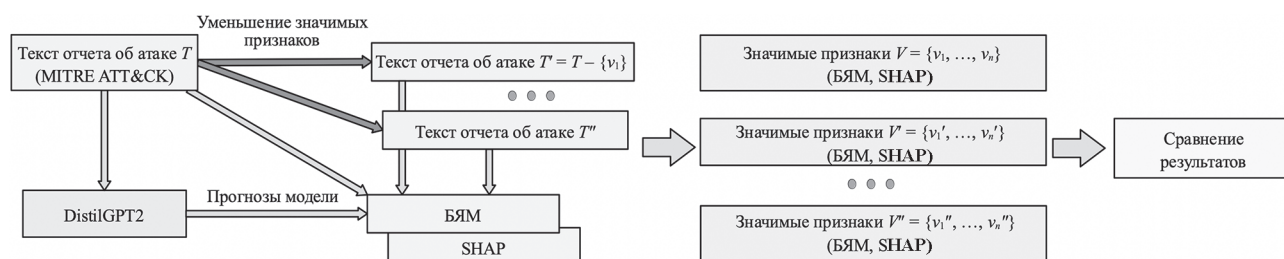 Уменьшение значимых
признаков
Текст отчета об атаке T
(MITRE ATT&CK)
Текст отчета об атаке T′ = T – {v₁}
Текст отчета об атаке T″
DistilGPT2
Прогнозы модели
БЯМ
SHAP
Значимые признаки V = {v₁, …, vₙ}
(БЯМ, SHAP)
Значимые признаки V′ = {v₁′, …, vₙ′}
(БЯМ, SHAP)
Значимые признаки V″ = {v₁″, …, vₙ″}
(БЯМ, SHAP)
Сравнение
результатов